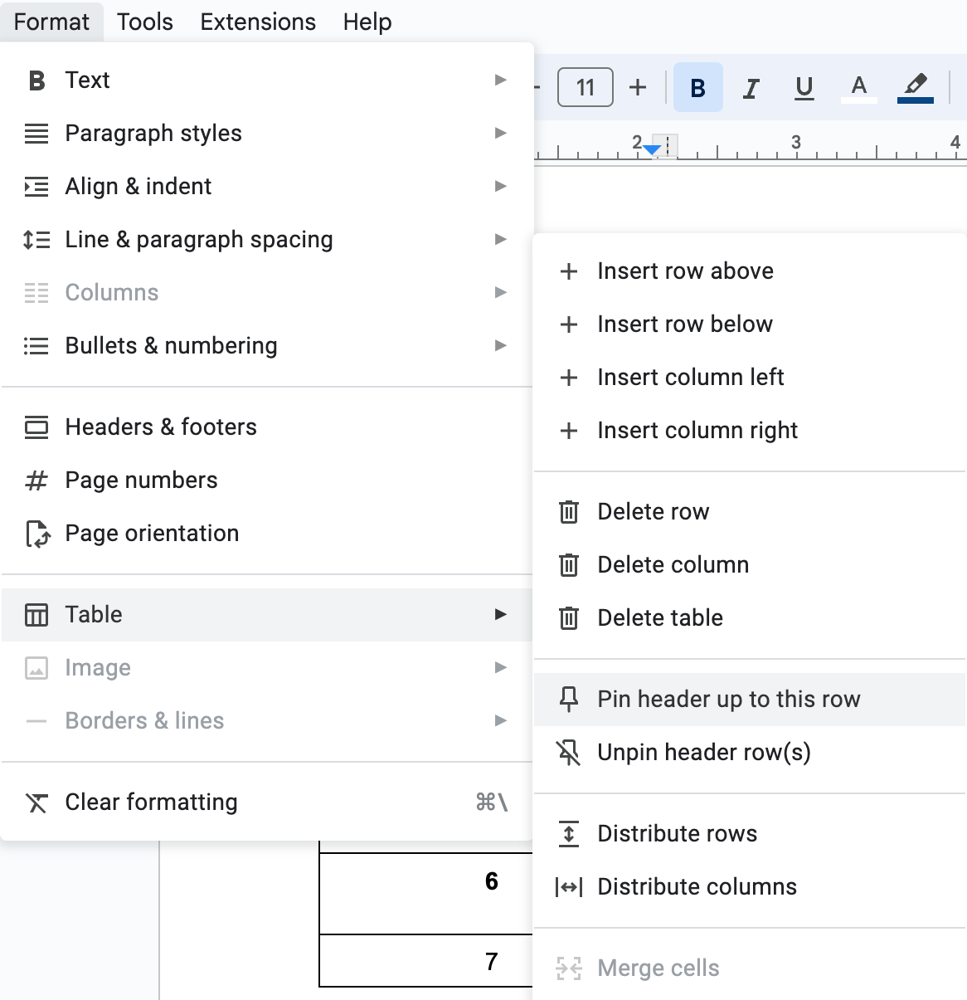 Format Tools Extensions Help
Text
Paragraph styles
Align & indent
Line & paragraph spacing
Columns
Bullets & numbering
Headers & footers
Page numbers
Page orientation
Table
Image
Borders & lines
Clear formatting ⌘\
11 B I U A
2 3 4
Insert row above
Insert row below
Insert column left
Insert column right
Delete row
Delete column
Delete table
Pin header up to this row
Unpin header row(s)
Distribute rows
Distribute columns
Merge cells
6
7